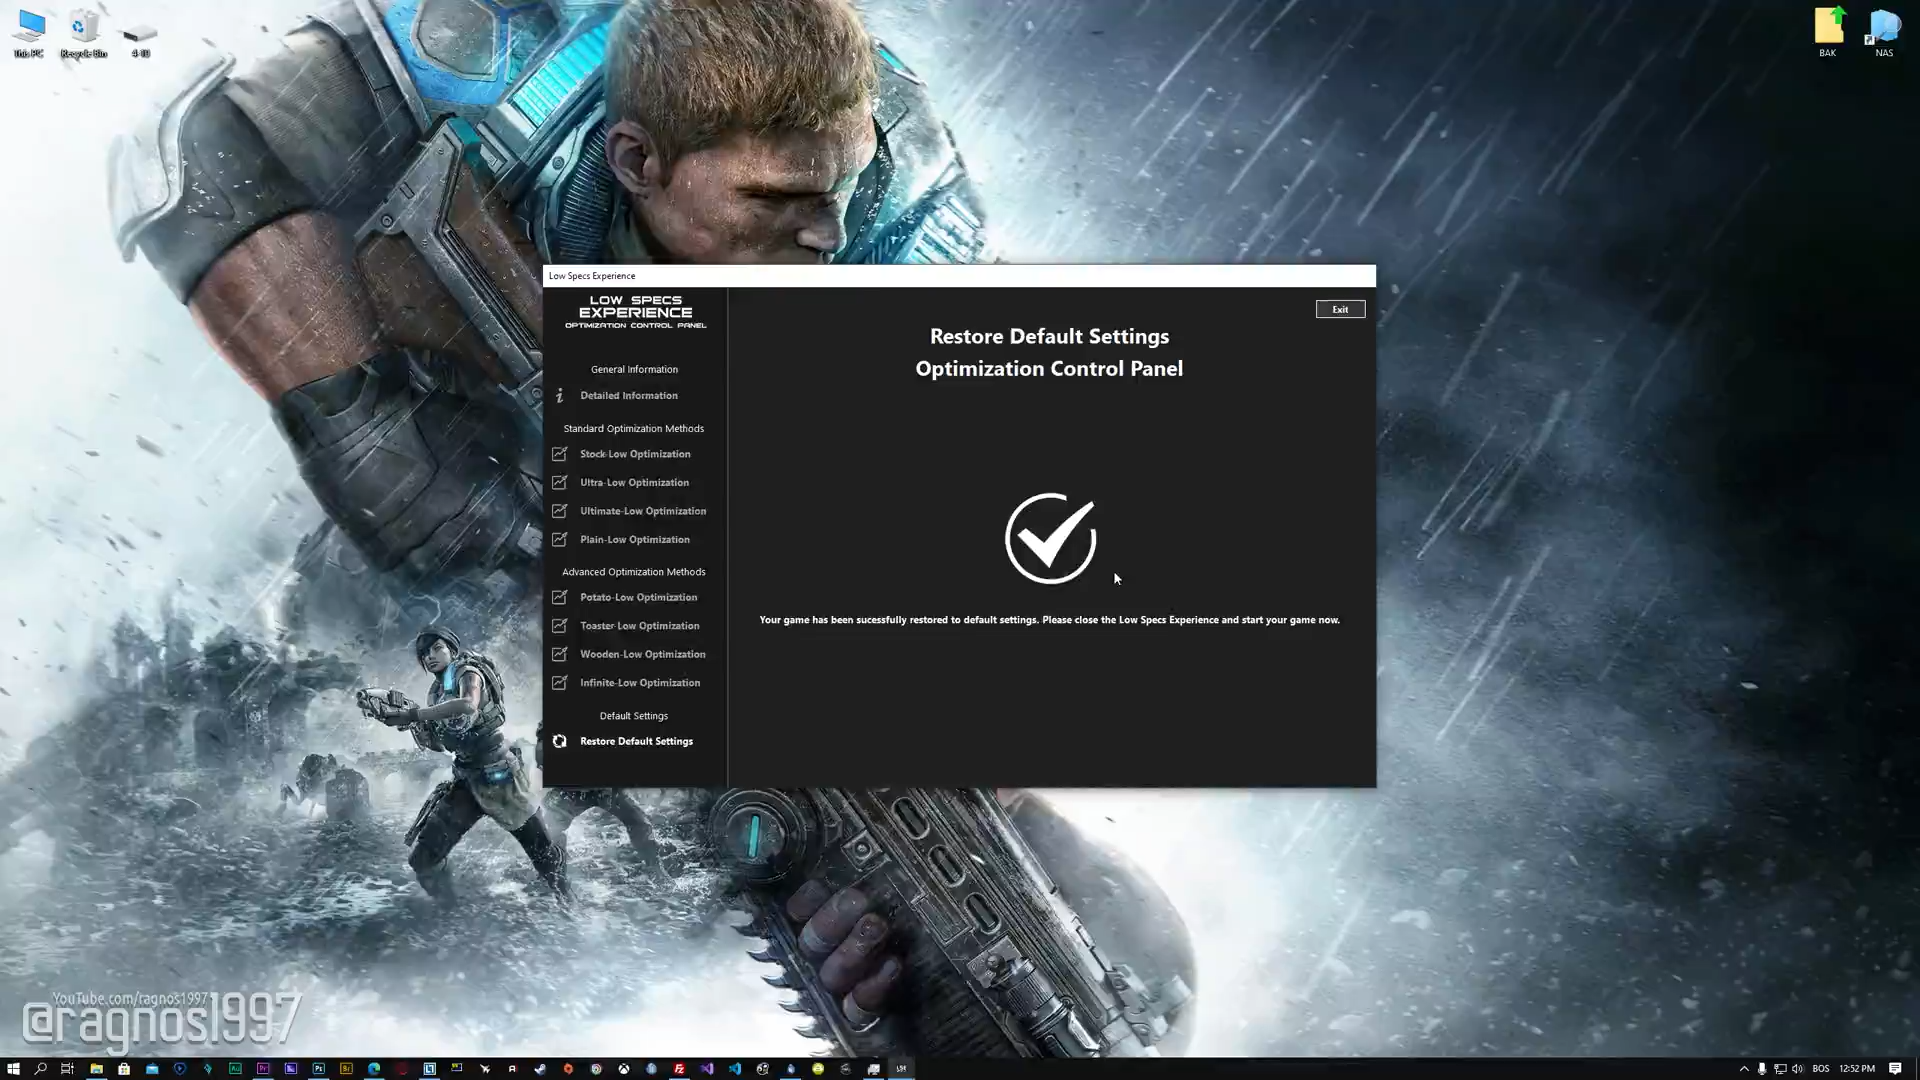 This PC
Recycle Bin
4-10
BAK
NAS
Low Specs Experience
LOW SPECS
EXPERIENCE
OPTIMIZATION CONTROL PANEL
General Information
Detailed Information
Standard Optimization Methods
Stock-Low Optimization
Ultra-Low Optimization
Ultimate-Low Optimization
Plain-Low Optimization
Advanced Optimization Methods
Potato-Low Optimization
Toaster-Low Optimization
Wooden-Low Optimization
Infinite-Low Optimization
Default Settings
Restore Default Settings
Exit
Restore Default Settings
Optimization Control Panel
Your game has been sucessfully restored to default settings. Please close the Low Specs Experience and start your game now.
YouTube.com/ragnos1997
@ragnos1997
BOS
12:52 PM